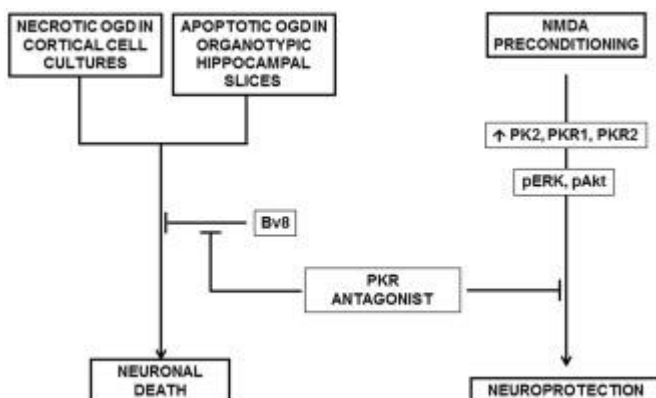 NECROTIC OGD IN
CORTICAL CELL
CULTURES
APOPTOTIC OGD IN
ORGANOTYPIC
HIPPOCAMPAL
SLICES
NMDA
PRECONDITIONING
↑ PK2, PKR1, PKR2
pERK, pAkt
Bv8
PKR
ANTAGONIST
NEURONAL
DEATH
NEUROPROTECTION